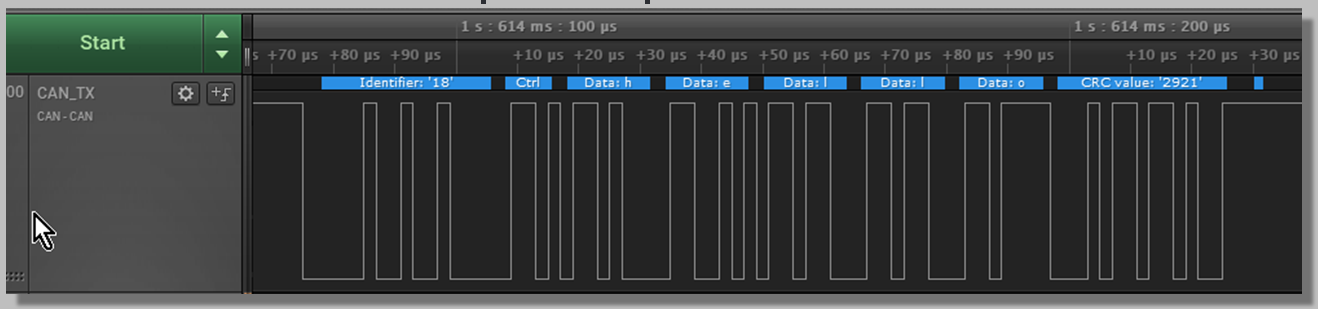 Start
1 s : 614 ms : 100 µs
1 s : 614 ms : 200 µs
s +70 µs +80 µs +90 µs +10 µs +20 µs +30 µs +40 µs +50 µs +60 µs +70 µs +80 µs +90 µs +10 µs +20 µs +30 µs
00 CAN_TX
CAN - CAN
Identifier: '18' Ctrl Data: h Data: e Data: l Data: l Data: o CRC value: '2921'